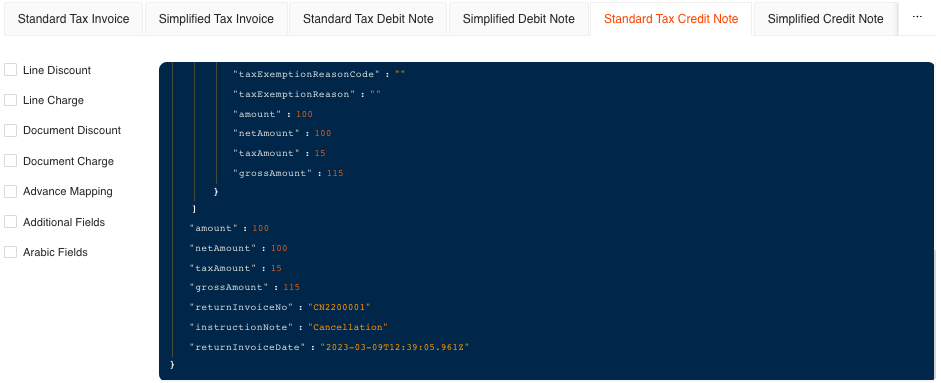 Standard Tax Invoice Simplified Tax Invoice Standard Tax Debit Note Simplified Debit Note Standard Tax Credit Note Simplified Credit Note ...
Line Discount
Line Charge
Document Discount
Document Charge
Advance Mapping
Additional Fields
Arabic Fields
"taxExemptionReasonCode" : ""
"taxExemptionReason" : ""
"amount" : 100
"netAmount" : 100
"taxAmount" : 15
"grossAmount" : 115
}
]
"amount" : 100
"netAmount" : 100
"taxAmount" : 15
"grossAmount" : 115
"returnInvoiceNo" : "CN2200001"
"instructionNote" : "Cancellation"
"returnInvoiceDate" : "2023-03-09T12:39:05.961Z"
}